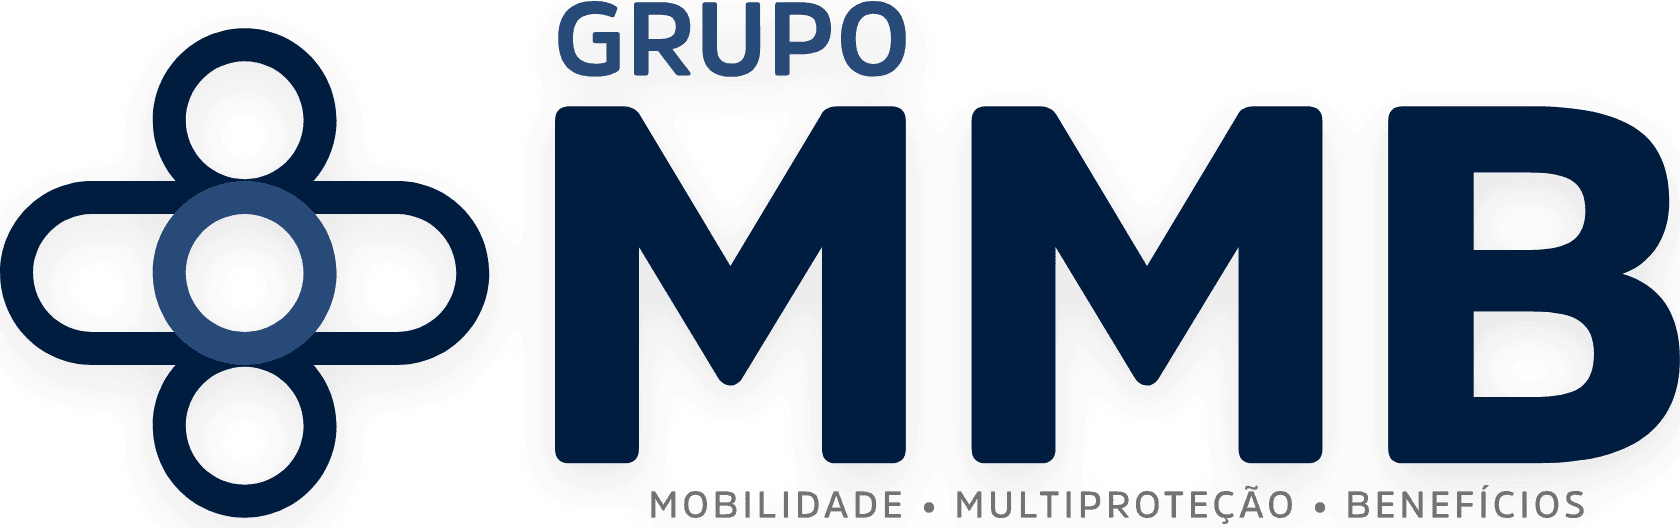 GRUPO
MMB
MOBILIDADE • MULTIPROTEÇÃO • BENEFÍCIOS